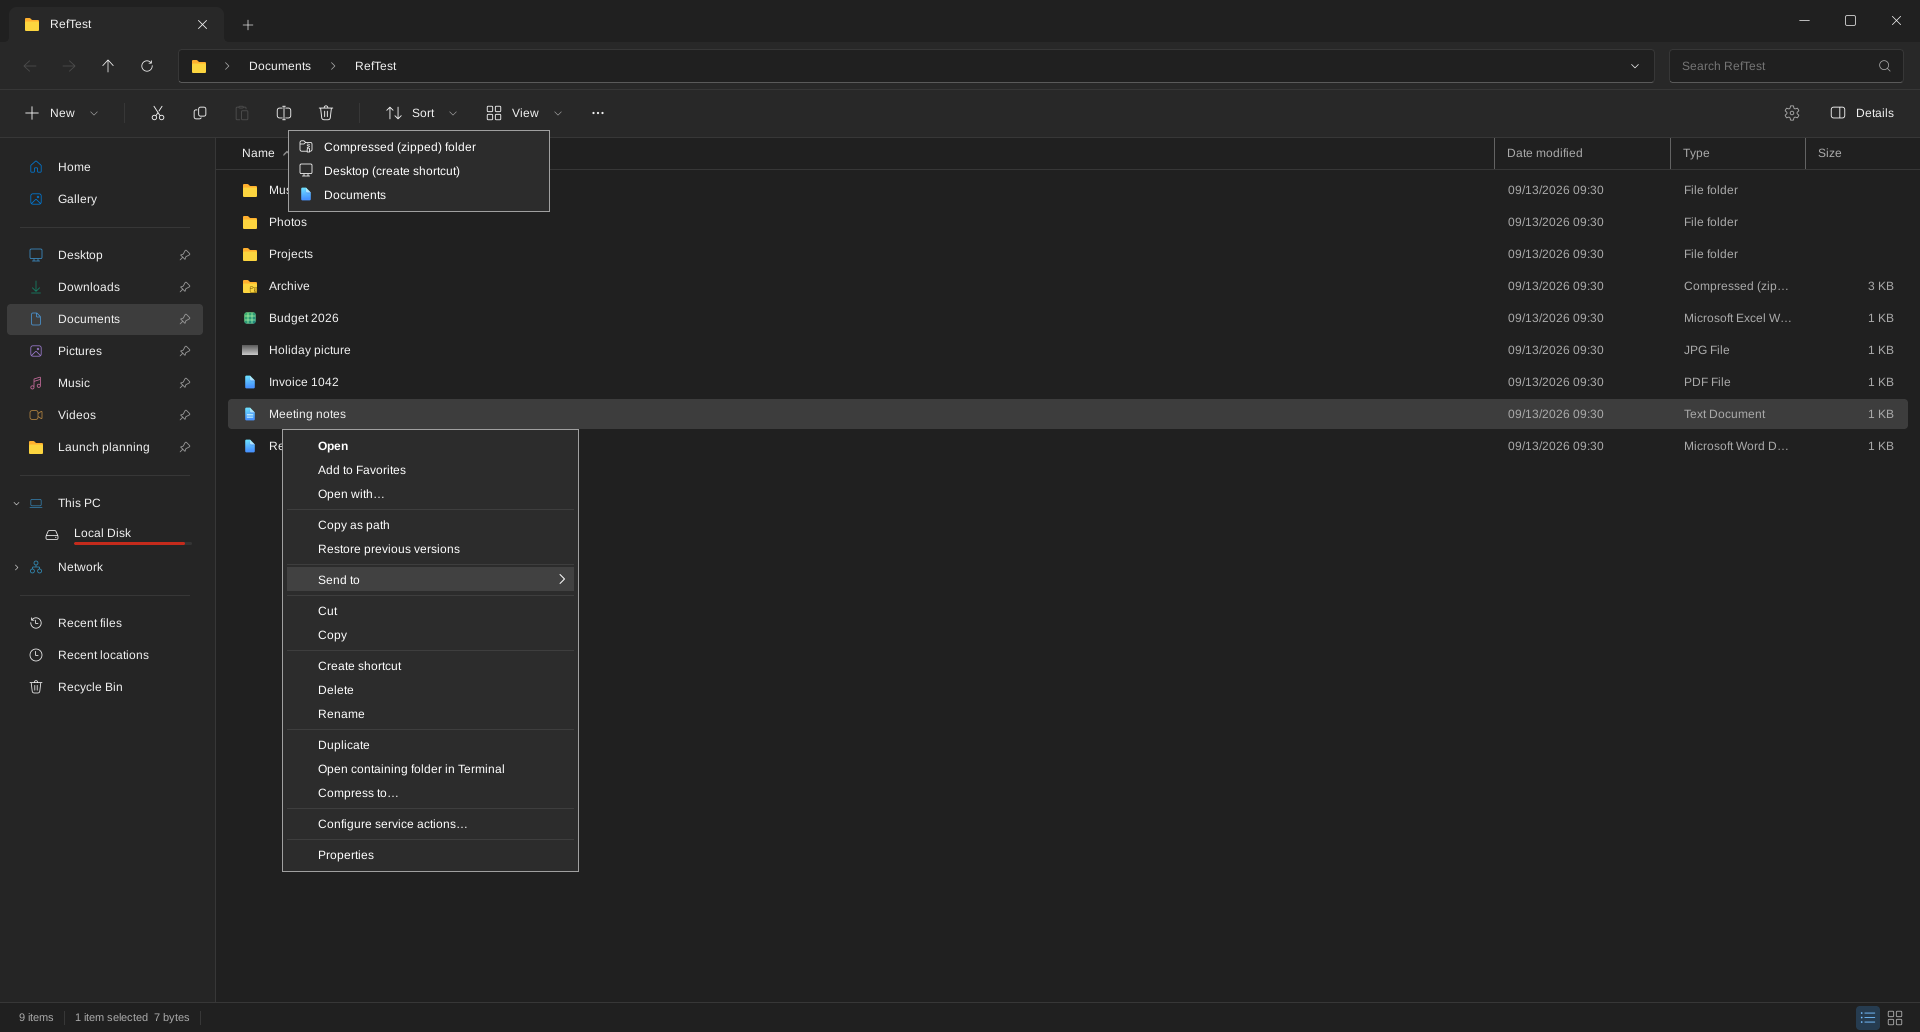 RefTest
Documents
RefTest
Search RefTest
New
Sort
View
Details
Compressed (zipped) folder
Desktop (create shortcut)
Documents
Home
Gallery
Desktop
Downloads
Documents
Pictures
Music
Videos
Launch planning
This PC
Local Disk
Network
Recent files
Recent locations
Recycle Bin
Name Date modified Type Size
Mus 09/13/2026 09:30 File folder
Photos 09/13/2026 09:30 File folder
Projects 09/13/2026 09:30 File folder
Archive 09/13/2026 09:30 Compressed (zip… 3 KB
Budget 2026 09/13/2026 09:30 Microsoft Excel W… 1 KB
Holiday picture 09/13/2026 09:30 JPG File 1 KB
Invoice 1042 09/13/2026 09:30 PDF File 1 KB
Meeting notes 09/13/2026 09:30 Text Document 1 KB
Re 09/13/2026 09:30 Microsoft Word D… 1 KB
Open
Add to Favorites
Open with…
Copy as path
Restore previous versions
Send to
Cut
Copy
Create shortcut
Delete
Rename
Duplicate
Open containing folder in Terminal
Compress to…
Configure service actions…
Properties
9 items 1 item selected 7 bytes